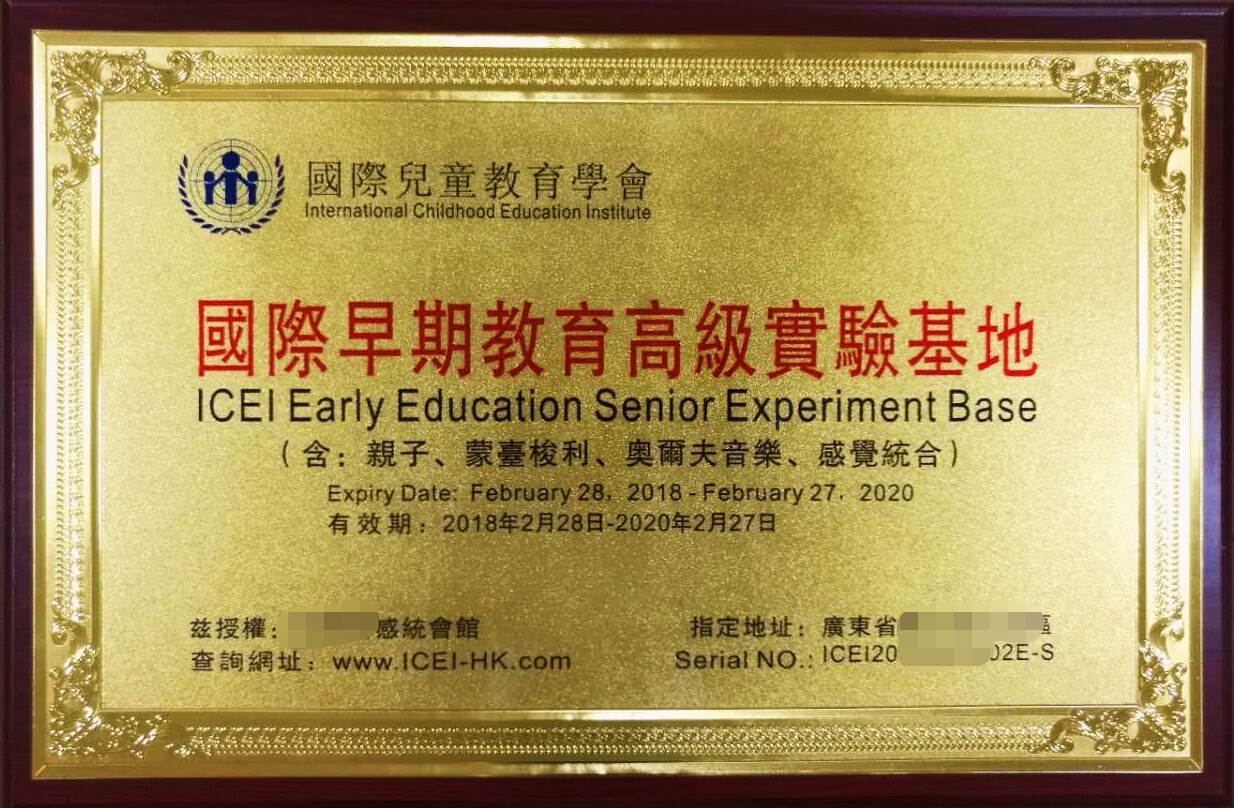 國際兒童教育學會
International Childhood Education Institute
國際早期教育高級實驗基地
ICEI Early Education Senior Experiment Base
（含：親子、蒙臺梭利、奧爾夫音樂、感覺統合）
Expiry Date: February 28, 2018 - February 27, 2020
有效期：2018年2月28日-2020年2月27日
兹授權：感統會館
指定地址：廣東省區
查詢網址：www.ICEI-HK.com
Serial NO.: ICEI20 02E-S